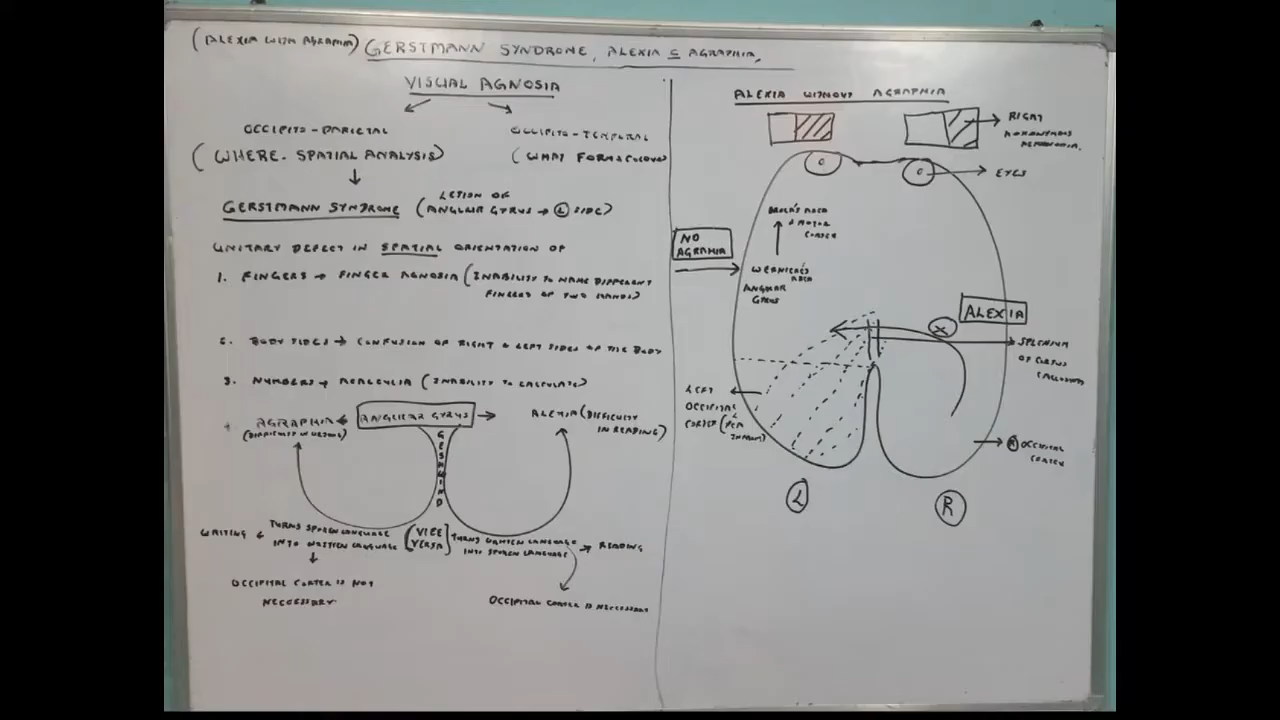 (ALEXIA WITH AGRAPHIA) GERSTMANN SYNDROME, ALEXIA C AGRAPHIA.
VISUAL AGNOSIA
OCCIPITO-PARIETAL
(WHERE-SPATIAL ANALYSIS)
OCCIPITO-TEMPORAL
(WHAT FORM & COLOUR)
GERSTMANN SYNDROME (LESION OF
ANGULAR GYRUS → L SIDE)
UNITARY DEFECT IN SPATIAL ORIENTATION OF
1. FINGERS → FINGER AGNOSIA (INABILITY TO NAME DIFFERENT
FINGERS OF TWO HANDS)
2. BODY SIDES → CONFUSION OF RIGHT & LEFT SIDES OF THE BODY
3. NUMBERS → ACALCULIA (INABILITY TO CALCULATE)
AGRAPHIA
(DIFFICULTY IN WRITING)
ANGULAR GYRUS
ALEXIA (DIFFICULTY
IN READING)
WRITING
TURNS SPOKEN LANGUAGE
INTO WRITTEN LANGUAGE
(VICE
VERSA)
TURNS WRITTEN LANGUAGE
INTO SPOKEN LANGUAGE
→ READING
OCCIPITAL CORTEX IS NOT
NECESSARY
OCCIPITAL CORTEX IS NECESSARY
ALEXIA WITHOUT AGRAPHIA
RIGHT
HOMONYMOUS
HEMIANOPIA.
EYES
BROCA'S AREA
& MOTOR
CORTEX
NO
AGRAPHIA
WERNICKE'S
AREA
ANGULAR
GYRUS
X
ALEXIA
SPLENIUM
OF CORPUS
CALLOSUM
LEFT
OCCIPITAL
CORTEX
R OCCIPITAL
CORTEX
L
R